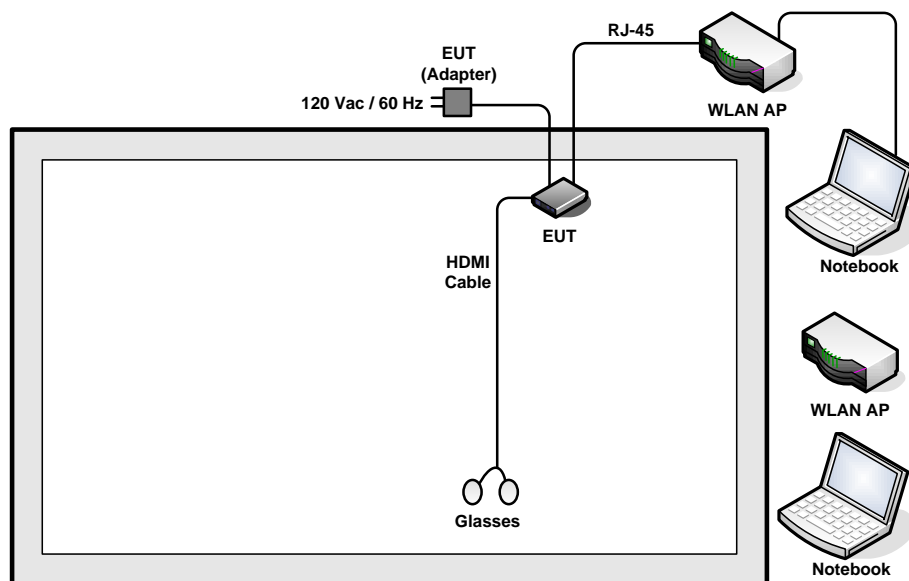 RJ-45
EUT
(Adapter)
120 Vac / 60 Hz
WLAN AP
EUT
HDMI
Cable
Notebook
WLAN AP
Glasses
Notebook